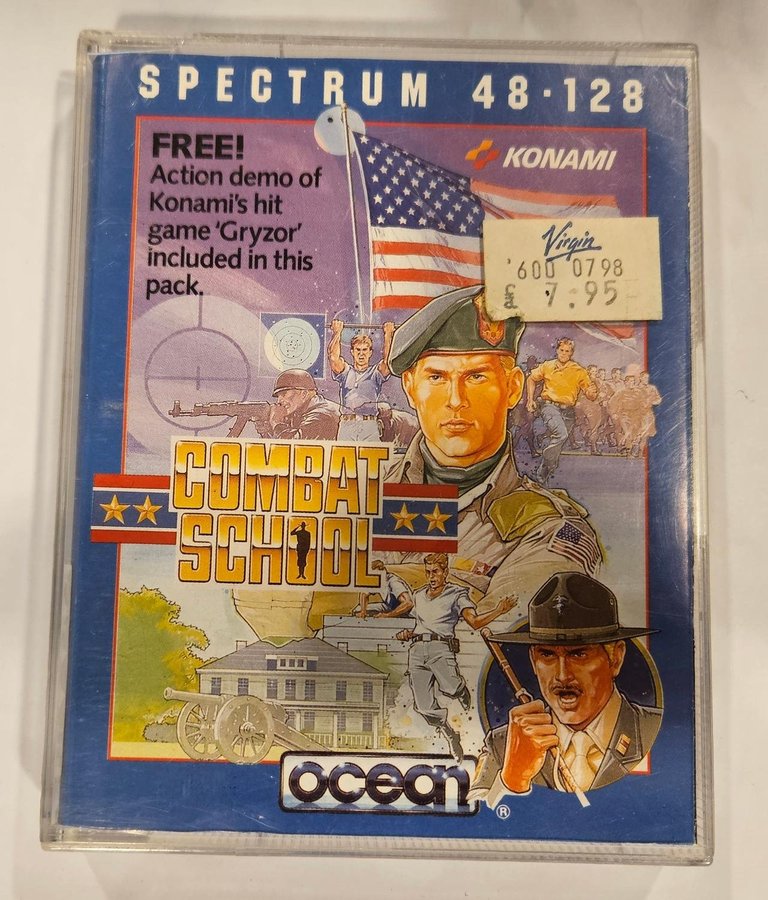 SPECTRUM 48·128
FREE!
Action demo of
Konami's hit
game 'Gryzor'
included in this
pack.
KONAMI
Virgin
'600 0798
£ 7.95
COMBAT
SCHOOL
ocean
®